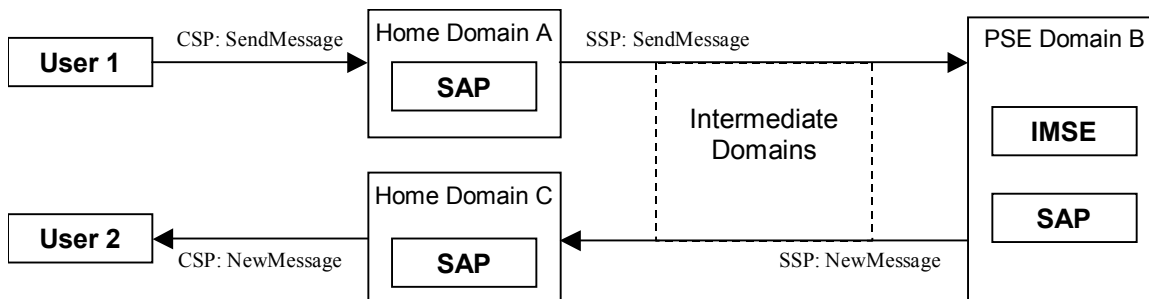 User 1
CSP: SendMessage
Home Domain A
SAP
SSP: SendMessage
Intermediate
Domains
PSE Domain B
IMSE
SAP
User 2
CSP: NewMessage
Home Domain C
SAP
SSP: NewMessage